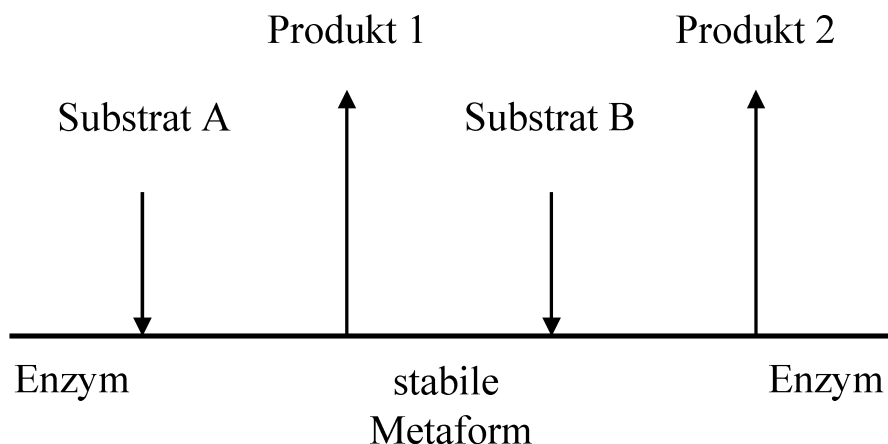 Produkt 1
Produkt 2
Substrat A
Substrat B
Enzym
stabile
Metaform
Enzym